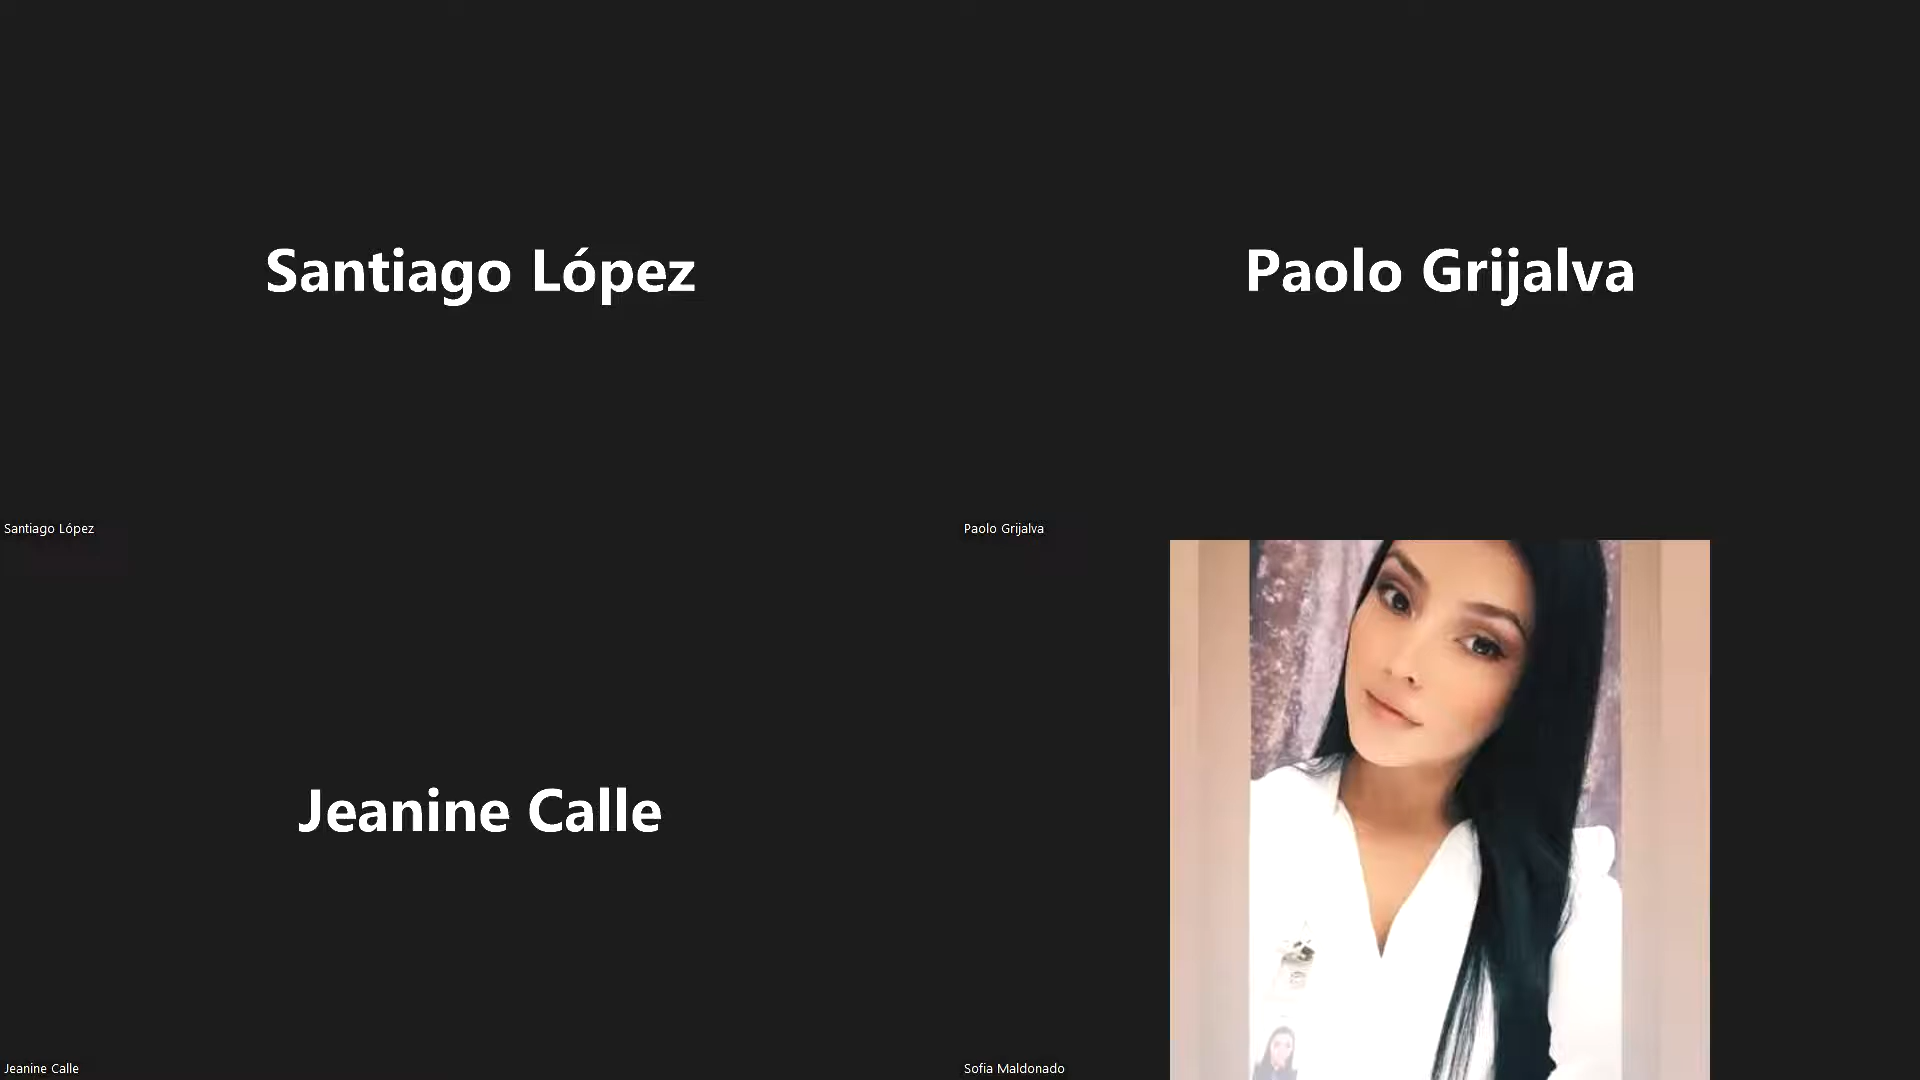 Santiago López
Paolo Grijalva
Santiago López
Paolo Grijalva
Jeanine Calle
Jeanine Calle
Sofia Maldonado